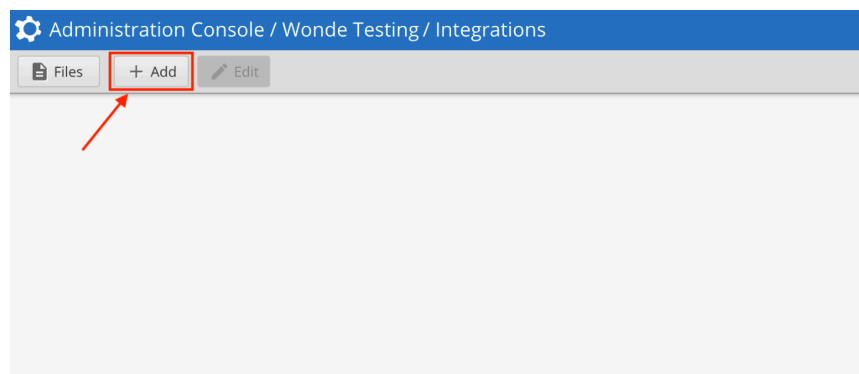 Administration Console / Wonde Testing / Integrations
Files + Add Edit